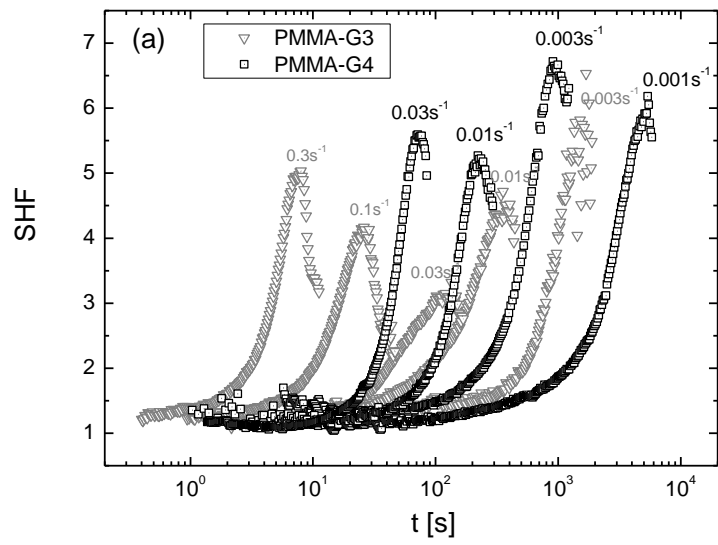 (a)
PMMA-G3
PMMA-G4
0.003s⁻¹
0.001s⁻¹
0.003s⁻¹
0.03s⁻¹
0.01s⁻¹
0.3s⁻¹
0.01s
0.1s⁻¹
0.03s
7
6
5
4
3
2
1
SHF
10⁰
10¹
10²
10³
10⁴
t [s]